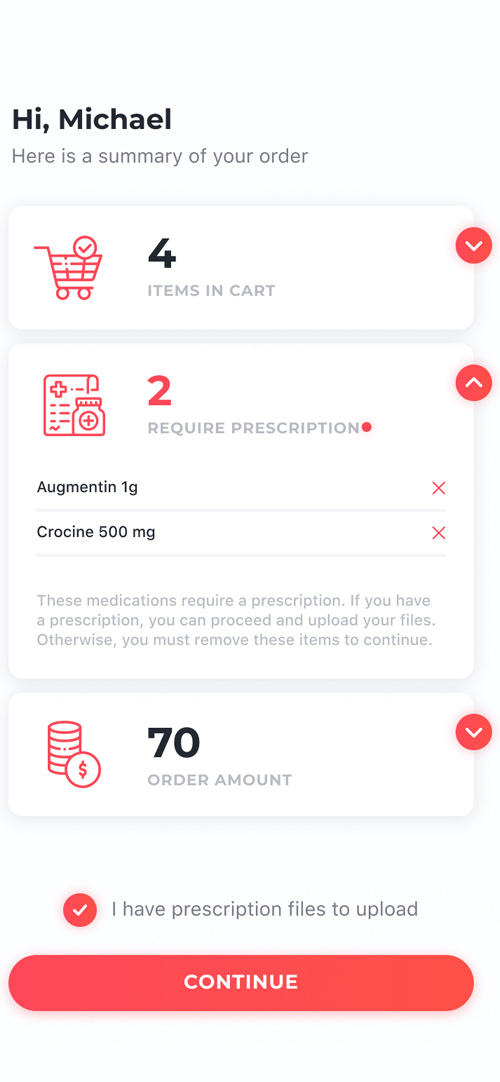 Hi, Michael
Here is a summary of your order
4
ITEMS IN CART
2
REQUIRE PRESCRIPTION
Augmentin 1g
Crocine 500 mg
These medications require a prescription. If you have
a prescription, you can proceed and upload your files.
Otherwise, you must remove these items to continue.
$
70
ORDER AMOUNT
I have prescription files to upload
CONTINUE